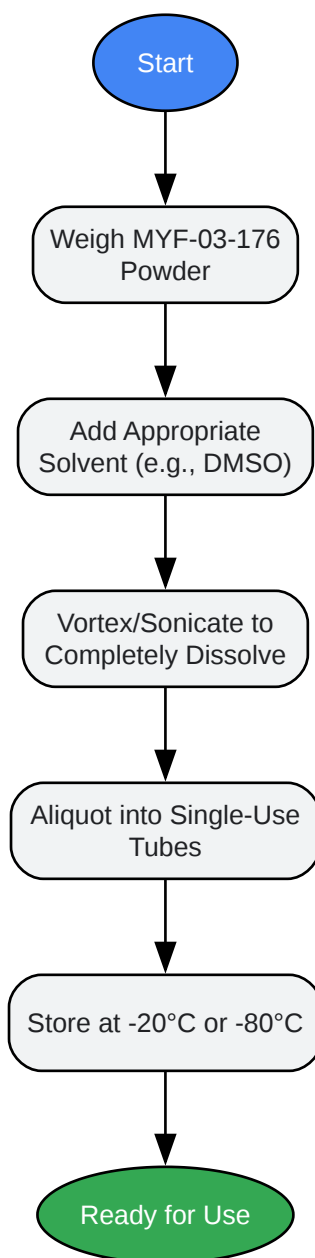 Start
Weigh MYF-03-176
Powder
Add Appropriate
Solvent (e.g., DMSO)
Vortex/Sonicate to
Completely Dissolve
Aliquot into Single-Use
Tubes
Store at -20°C or -80°C
Ready for Use